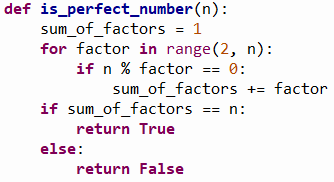 def is_perfect_number(n):
    sum_of_factors = 1
    for factor in range(2, n):
        if n % factor == 0:
            sum_of_factors += factor
    if sum_of_factors == n:
        return True
    else:
        return False